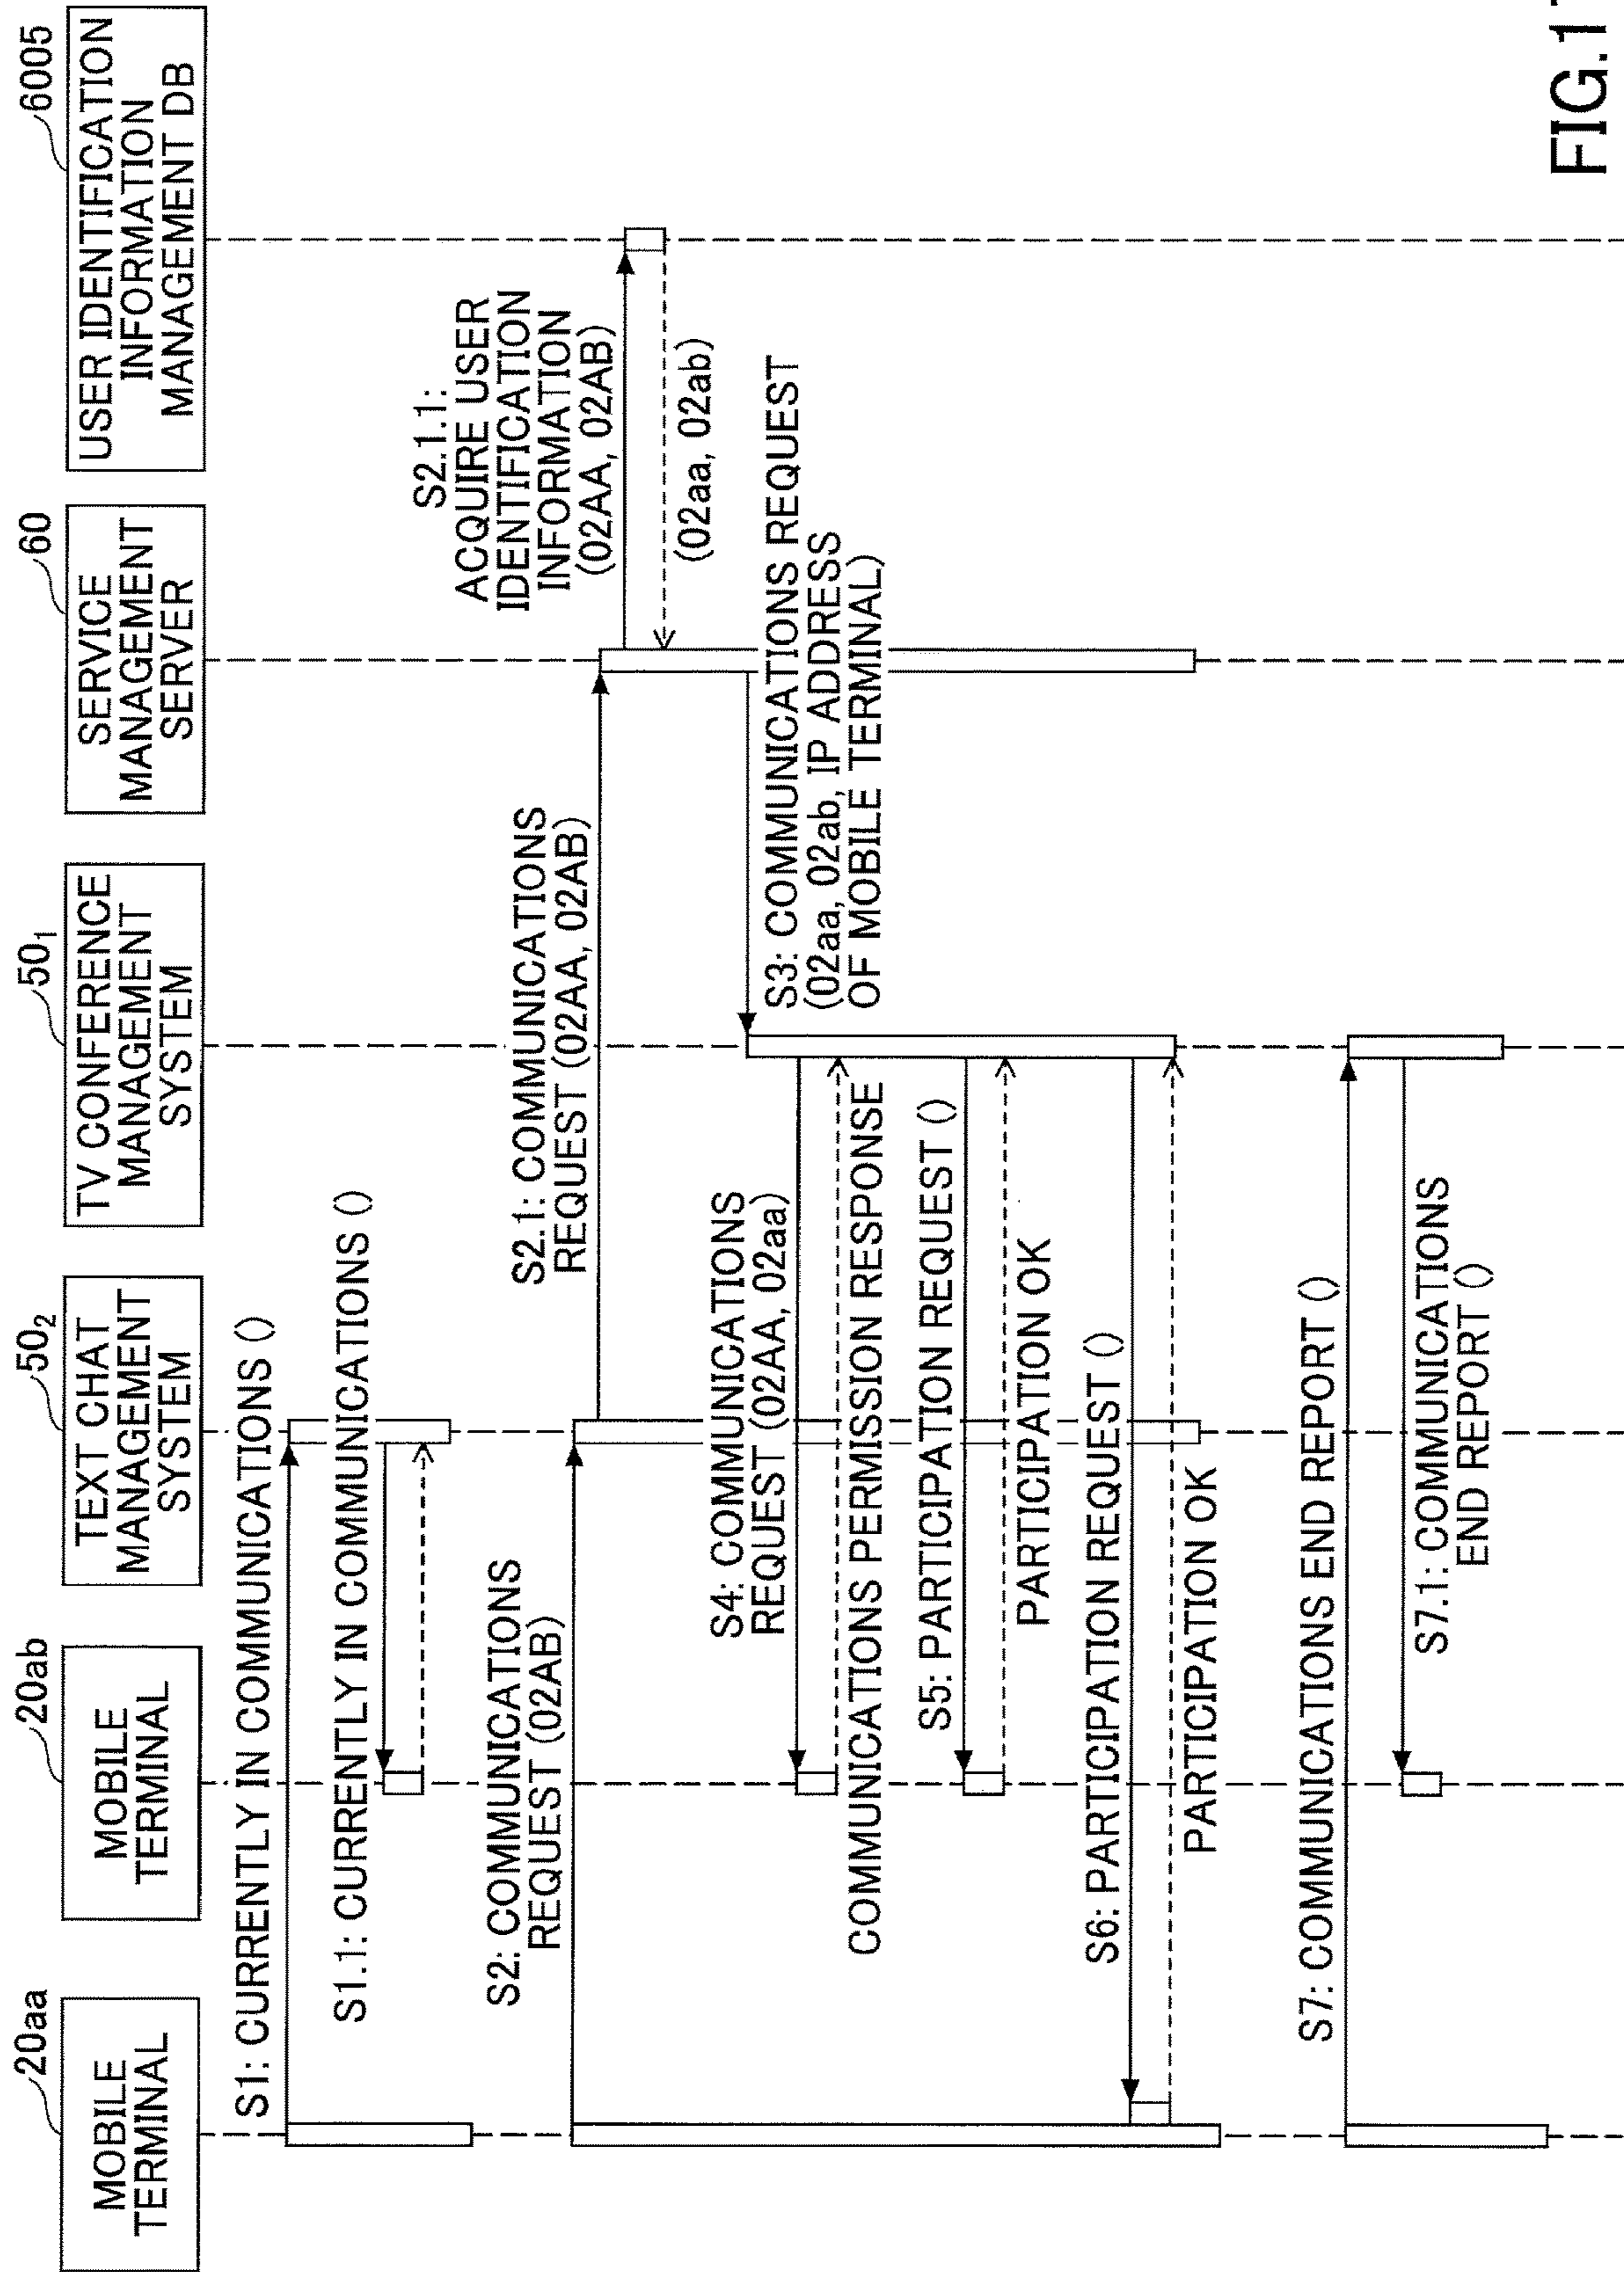 20aa
MOBILE
TERMINAL
20ab
MOBILE
TERMINAL
50₂
TEXT CHAT
MANAGEMENT
SYSTEM
50₁
TV CONFERENCE
MANAGEMENT
SYSTEM
60
SERVICE
MANAGEMENT
SERVER
6005
USER IDENTIFICATION
INFORMATION
MANAGEMENT DB
S1: CURRENTLY IN COMMUNICATIONS ()
S1.1: CURRENTLY IN COMMUNICATIONS ()
S2: COMMUNICATIONS
REQUEST (02AB)
S2.1: COMMUNICATIONS
REQUEST (02AA, 02AB)
S2.1.1:
ACQUIRE USER
IDENTIFICATION
INFORMATION
(02AA, 02AB)
(02aa, 02ab)
S3: COMMUNICATIONS REQUEST
(02aa, 02ab, IP ADDRESS
OF MOBILE TERMINAL)
S4: COMMUNICATIONS
REQUEST (02AA, 02aa)
COMMUNICATIONS PERMISSION RESPONSE
S5: PARTICIPATION REQUEST ()
PARTICIPATION OK
S6: PARTICIPATION REQUEST ()
PARTICIPATION OK
S7: COMMUNICATIONS END REPORT ()
S7.1: COMMUNICATIONS
END REPORT ()